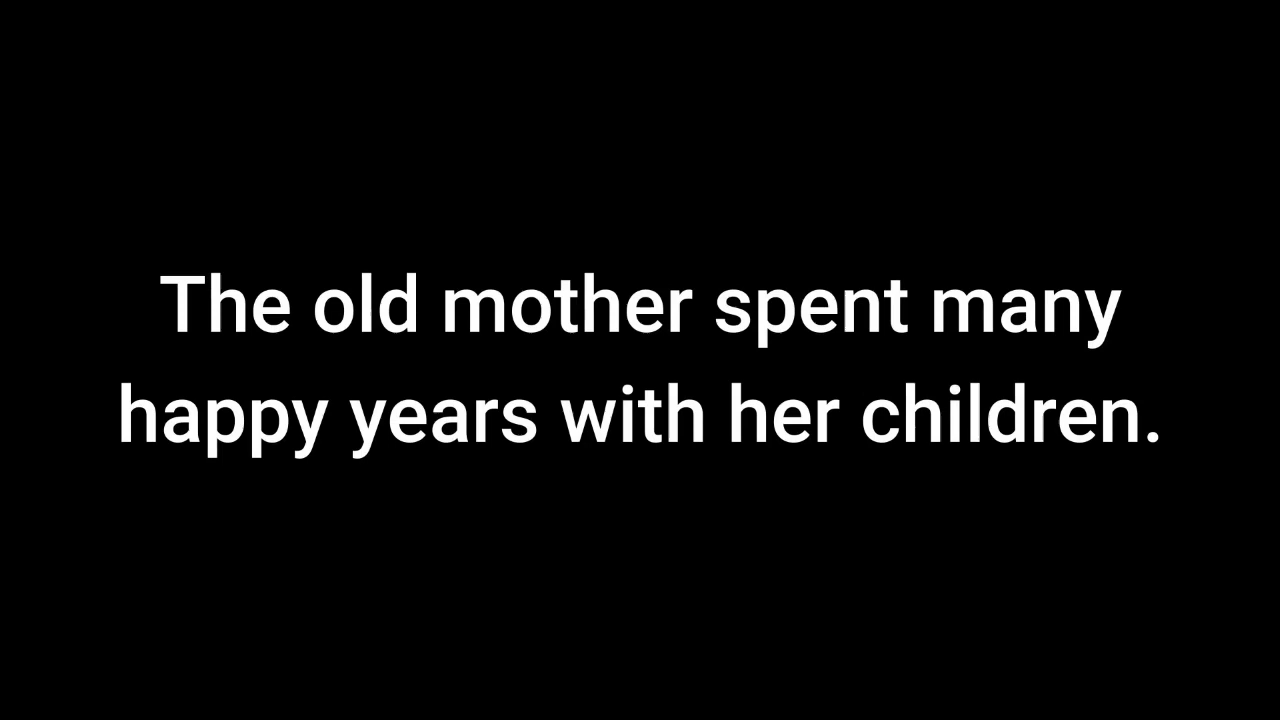 The old mother spent many
happy years with her children.